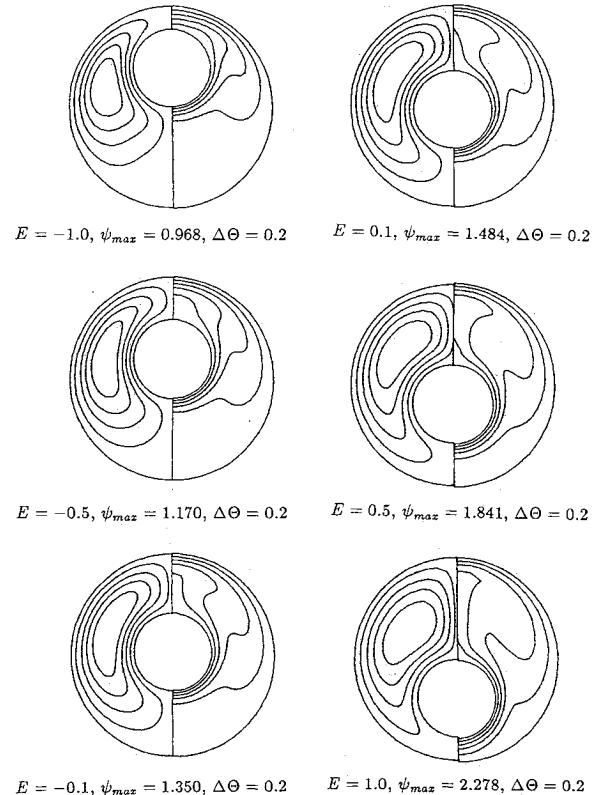 E = −1.0, ψmax = 0.968, ΔΘ = 0.2
E = 0.1, ψmax = 1.484, ΔΘ = 0.2
E = −0.5, ψmax = 1.170, ΔΘ = 0.2
E = 0.5, ψmax = 1.841, ΔΘ = 0.2
E = −0.1, ψmax = 1.350, ΔΘ = 0.2
E = 1.0, ψmax = 2.278, ΔΘ = 0.2